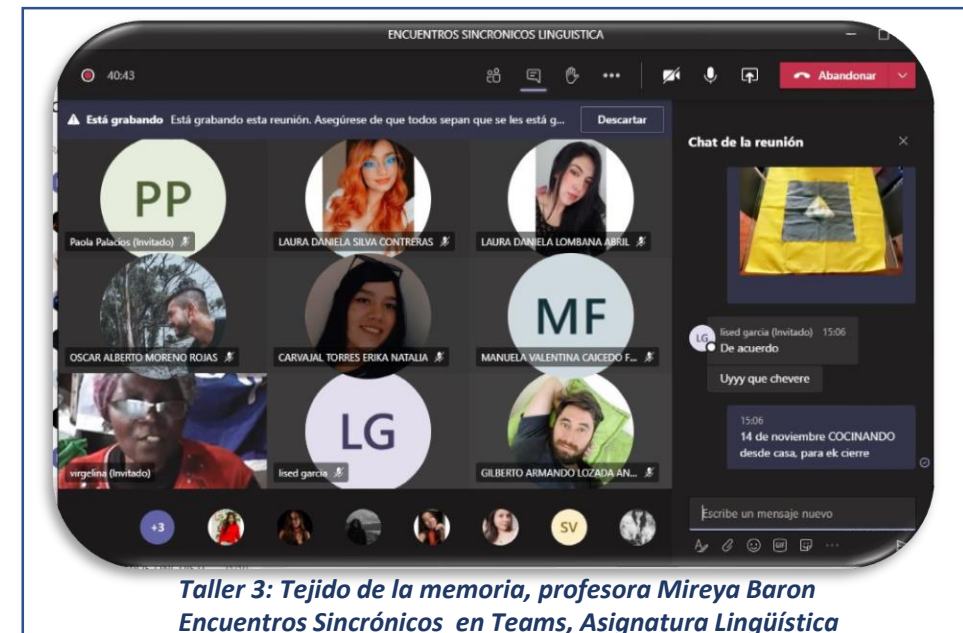 ENCUENTROS SINCRONICOS LINGUISTICA
40:43
Abandonar
Está grabando Está grabando esta reunión. Asegúrese de que todos sepan que se les está g...
Descartar
Chat de la reunión
PP
Paola Palacios (Invitado)
LAURA DANIELA SILVA CONTRERAS
LAURA DANIELA LOMBANA ABRIL
OSCAR ALBERTO MORENO ROJAS
CARVAJAL TORRES ERIKA NATALIA
MF
MANUELA VALENTINA CAICEDO F...
virgelina (Invitado)
LG
lised garcia
GILBERTO ARMANDO LOZADA AN...
+3
SV
LG
lised garcia (Invitado) 15:06
De acuerdo
Uyyy que chevere
15:06
14 de noviembre COCINANDO
desde casa, para ek cierre
Escribe un mensaje nuevo
GIF
Taller 3: Tejido de la memoria, profesora Mireya Baron
Encuentros Sincrónicos en Teams, Asignatura Lingüística